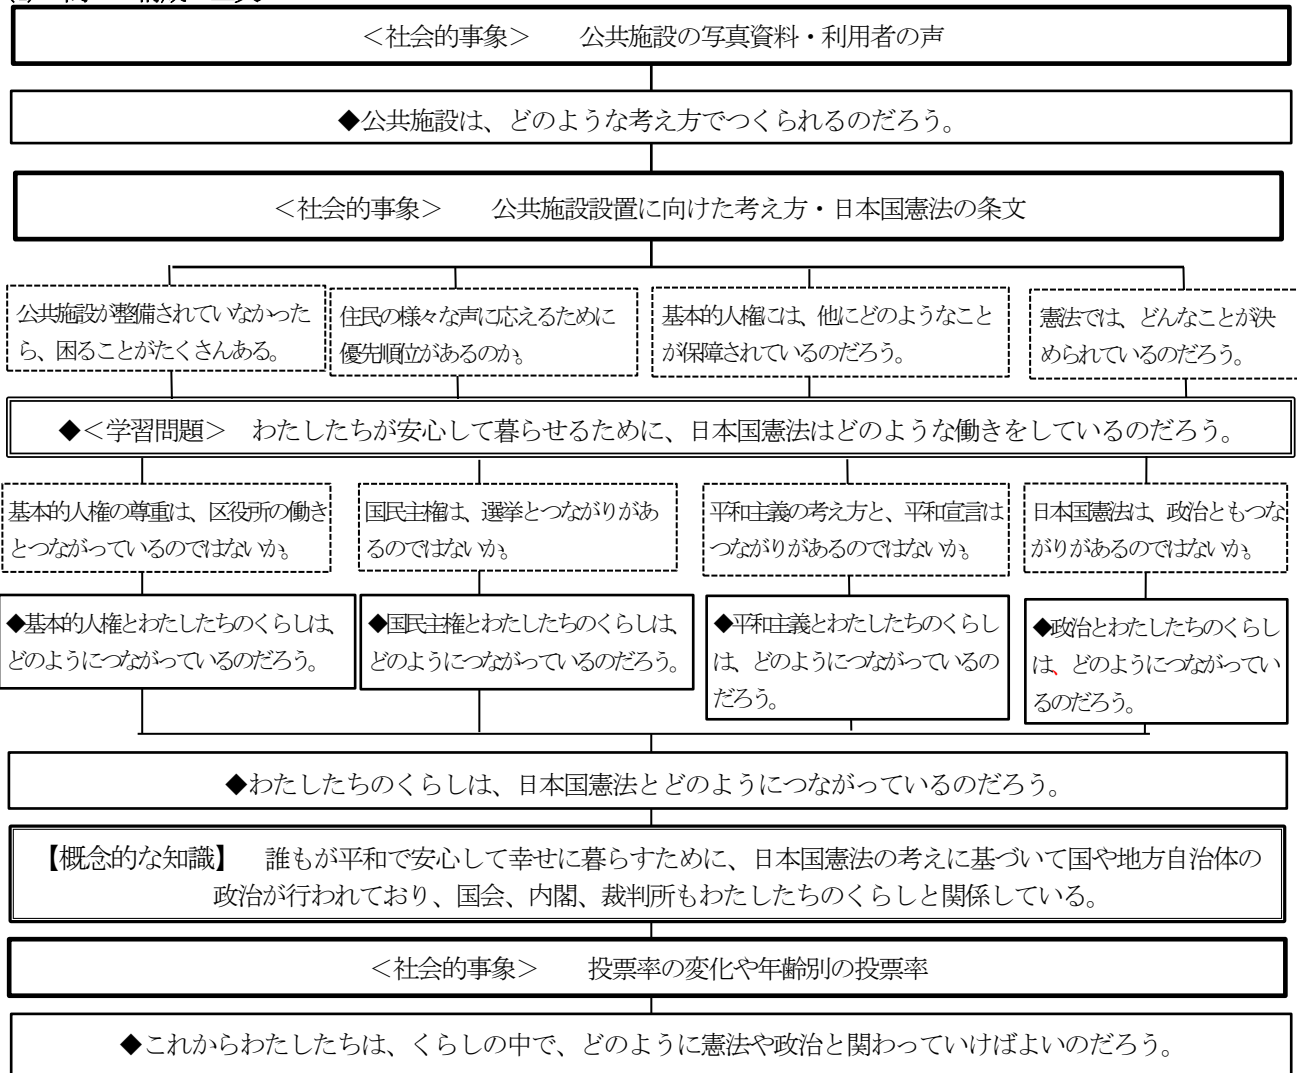 ＜社会的事象＞　　公共施設の写真資料・利用者の声
◆公共施設は、どのような考え方でつくられるのだろう。
＜社会的事象＞　　公共施設設置に向けた考え方・日本国憲法の条文
公共施設が整備されていなかった
ら、困ることがたくさんある。
住民の様々な声に応えるために
優先順位があるのか。
基本的人権には、他にどのようなこと
が保障されているのだろう。
憲法では、どんなことが決
められているのだろう。
◆＜学習問題＞　わたしたちが安心して暮らせるために、日本国憲法はどのような働きをしているのだろう。
基本的人権の尊重は、区役所の働き
とつながっているのではないか。
国民主権は、選挙とつながりがあ
るのではないか。
平和主義の考え方と、平和宣言は
つながりがあるのではないか。
日本国憲法は、政治ともつな
がりがあるのではないか。
◆基本的人権とわたしたちのくらしは、
どのようにつながっているのだろう。
◆国民主権とわたしたちのくらしは、
どのようにつながっているのだろう。
◆平和主義とわたしたちのくらし
は、どのようにつながっているの
だろう。
◆政治とわたしたちのくらし
は、どのようにつながってい
るのだろう。
◆わたしたちのくらしは、日本国憲法とどのようにつながっているのだろう。
【概念的な知識】　誰もが平和で安心して幸せに暮らすために、日本国憲法の考えに基づいて国や地方自治体の
政治が行われており、国会、内閣、裁判所もわたしたちのくらしと関係している。
＜社会的事象＞　　投票率の変化や年齢別の投票率
◆これからわたしたちは、くらしの中で、どのように憲法や政治と関わっていけばよいのだろう。